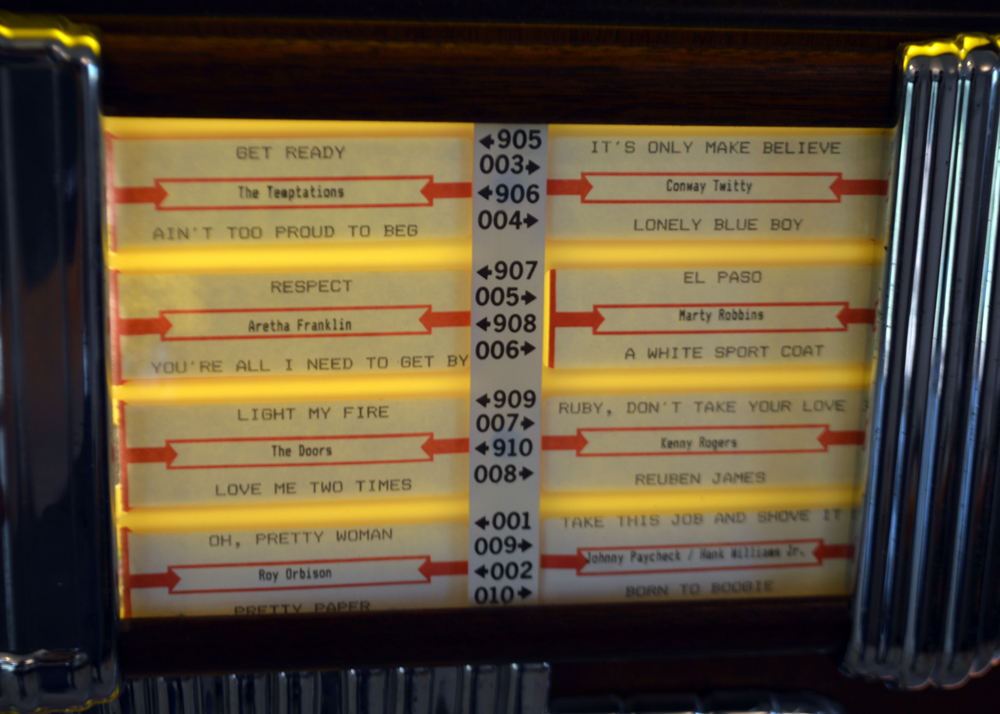 GET READY
The Temptations
AIN'T TOO PROUD TO BEG
←905
003→
←906
004→
IT'S ONLY MAKE BELIEVE
Conway Twitty
LONELY BLUE BOY
RESPECT
Aretha Franklin
YOU'RE ALL I NEED TO GET BY
←907
005→
←908
006→
EL PASO
Marty Robbins
A WHITE SPORT COAT
LIGHT MY FIRE
The Doors
LOVE ME TWO TIMES
←909
007→
←910
008→
RUBY, DON'T TAKE YOUR LOVE
Kenny Rogers
REUBEN JAMES
OH, PRETTY WOMAN
Roy Orbison
PRETTY PAPER
←001
009→
←002
010→
TAKE THIS JOB AND SHOVE IT
Johnny Paycheck / Hank Williams Jr.
BORN TO BOOGIE